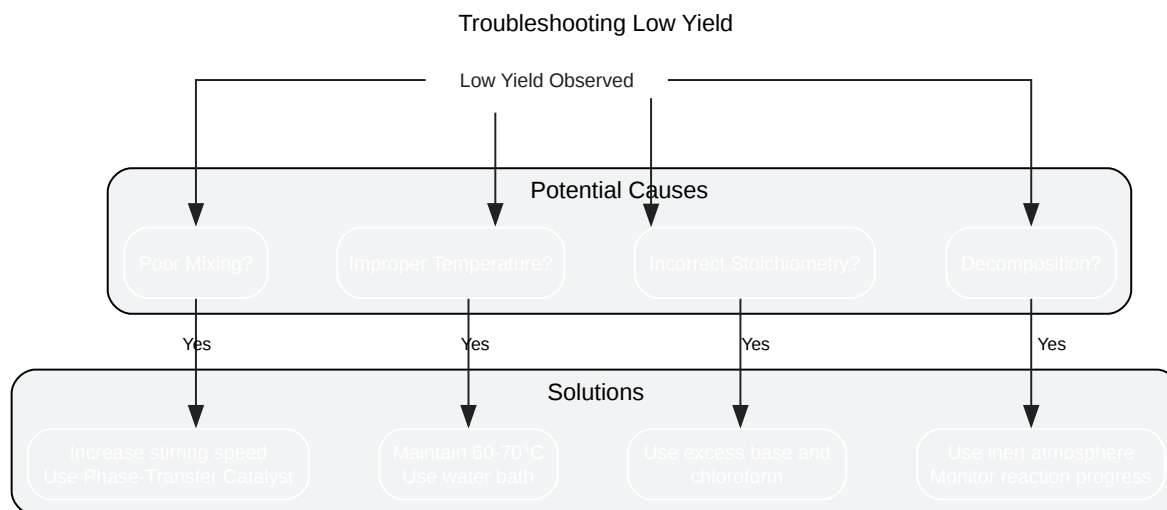 Troubleshooting Low Yield
Low Yield Observed
Potential Causes
Poor Mixing?
Improper Temperature?
Incorrect Stoichiometry?
Decomposition?
Yes
Yes
Yes
Yes
Solutions
Increase stirring speed
Use Phase-Transfer Catalyst
Maintain 60-70°C
Use water bath
Use excess base and
chloroform
Use inert atmosphere
Monitor reaction progress